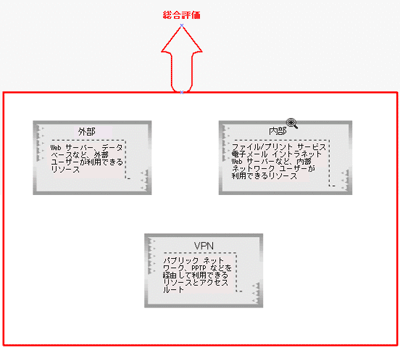 総合評価
外部
Web サーバー、データ
ベースなど、外部
ユーザーが利用できる
リソース
内部
ファイル/プリント サービス
電子メール イントラネット
Web サーバーなど、内部
ネットワーク ユーザーが
利用できるリソース
VPN
パブリック ネット
ワーク、PPTP などを
経由して利用できる
リソースとアクセス
ルート